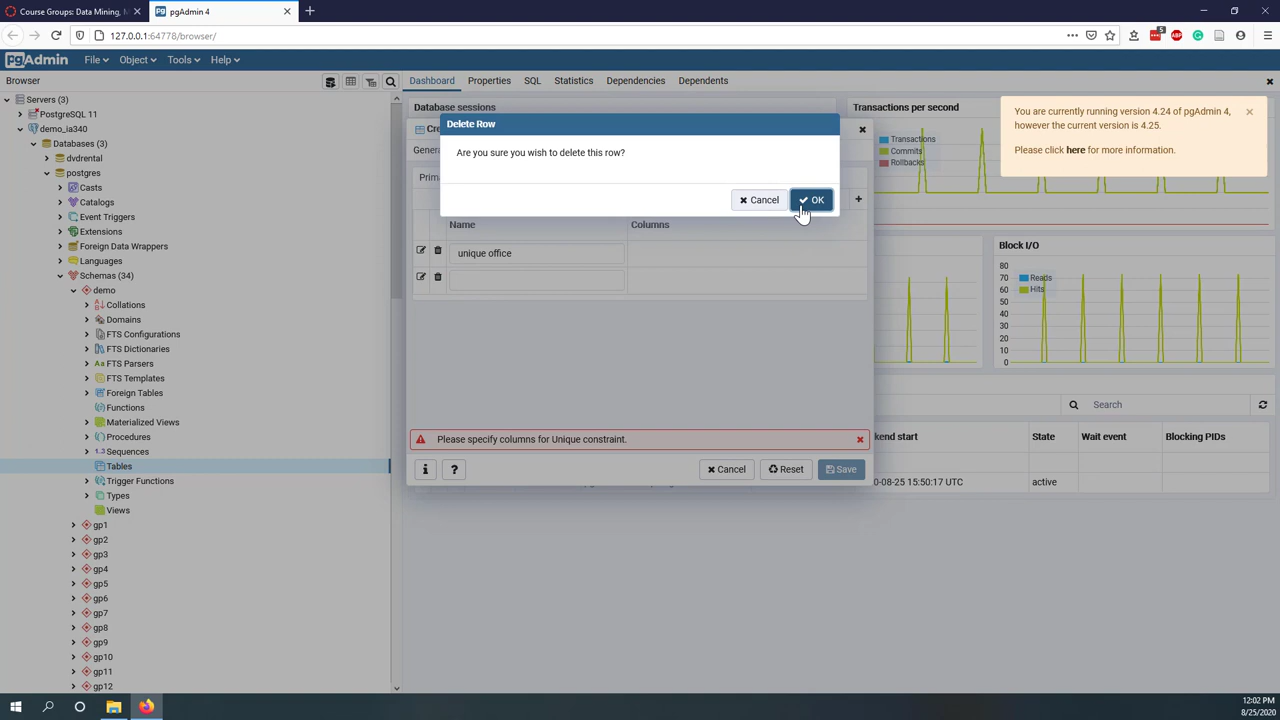 Course Groups: Data Mining, M
pgAdmin 4
127.0.0.1:64778/browser/
5
ABP
pgAdmin
File
Object
Tools
Help
Browser
Dashboard
Properties
SQL
Statistics
Dependencies
Dependents
Servers (3)
PostgreSQL 11
demo_ia340
Databases (3)
dvdrental
postgres
Casts
Catalogs
Event Triggers
Extensions
Foreign Data Wrappers
Languages
Schemas (34)
demo
Collations
Domains
FTS Configurations
FTS Dictionaries
FTS Parsers
FTS Templates
Foreign Tables
Functions
Materialized Views
Procedures
Sequences
Tables
Trigger Functions
Types
Views
gp1
gp2
gp3
gp4
gp5
gp6
gp7
gp8
gp9
gp10
gp11
gp12
Database sessions
Transactions per second
Transactions
Commits
Rollbacks
You are currently running version 4.24 of pgAdmin 4,
however the current version is 4.25.
Please click here for more information.
Delete Row
Are you sure you wish to delete this row?
Cancel
OK
Name
Columns
unique office
Please specify columns for Unique constraint.
Cancel
Reset
Save
Block I/O
80
70
60
50
40
30
20
10
0
Reads
Hits
Search
State
Wait event
Blocking PIDs
active
12:02 PM
8/25/2020